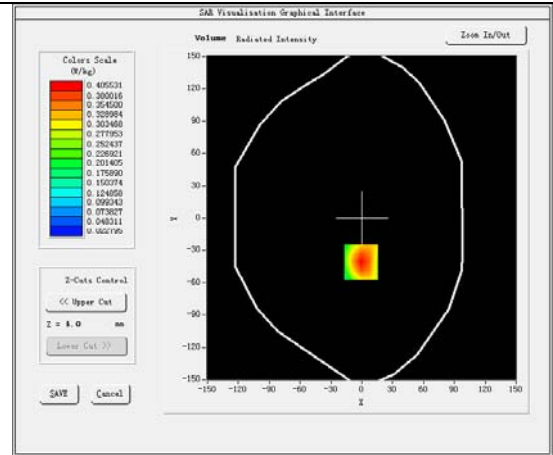 SAR Visualisation Graphical Interface
Volume Radiated Intensity
Zoom In/Out
Colors Scale
(W/kg)
0.405531
0.380016
0.354500
0.328984
0.303468
0.277953
0.252437
0.226921
0.201405
0.175890
0.150374
0.124858
0.099343
0.073827
0.048311
0.022795
150
120
90
60
30
0
-30
-60
-90
-120
-150
Y
-150 -120 -90 -60 -30 0 30 60 90 120 150
X
Z-Cuts Control
<< Upper Cut
Z = 4.0 mm
Lower Cut >>
SAVE Cancel